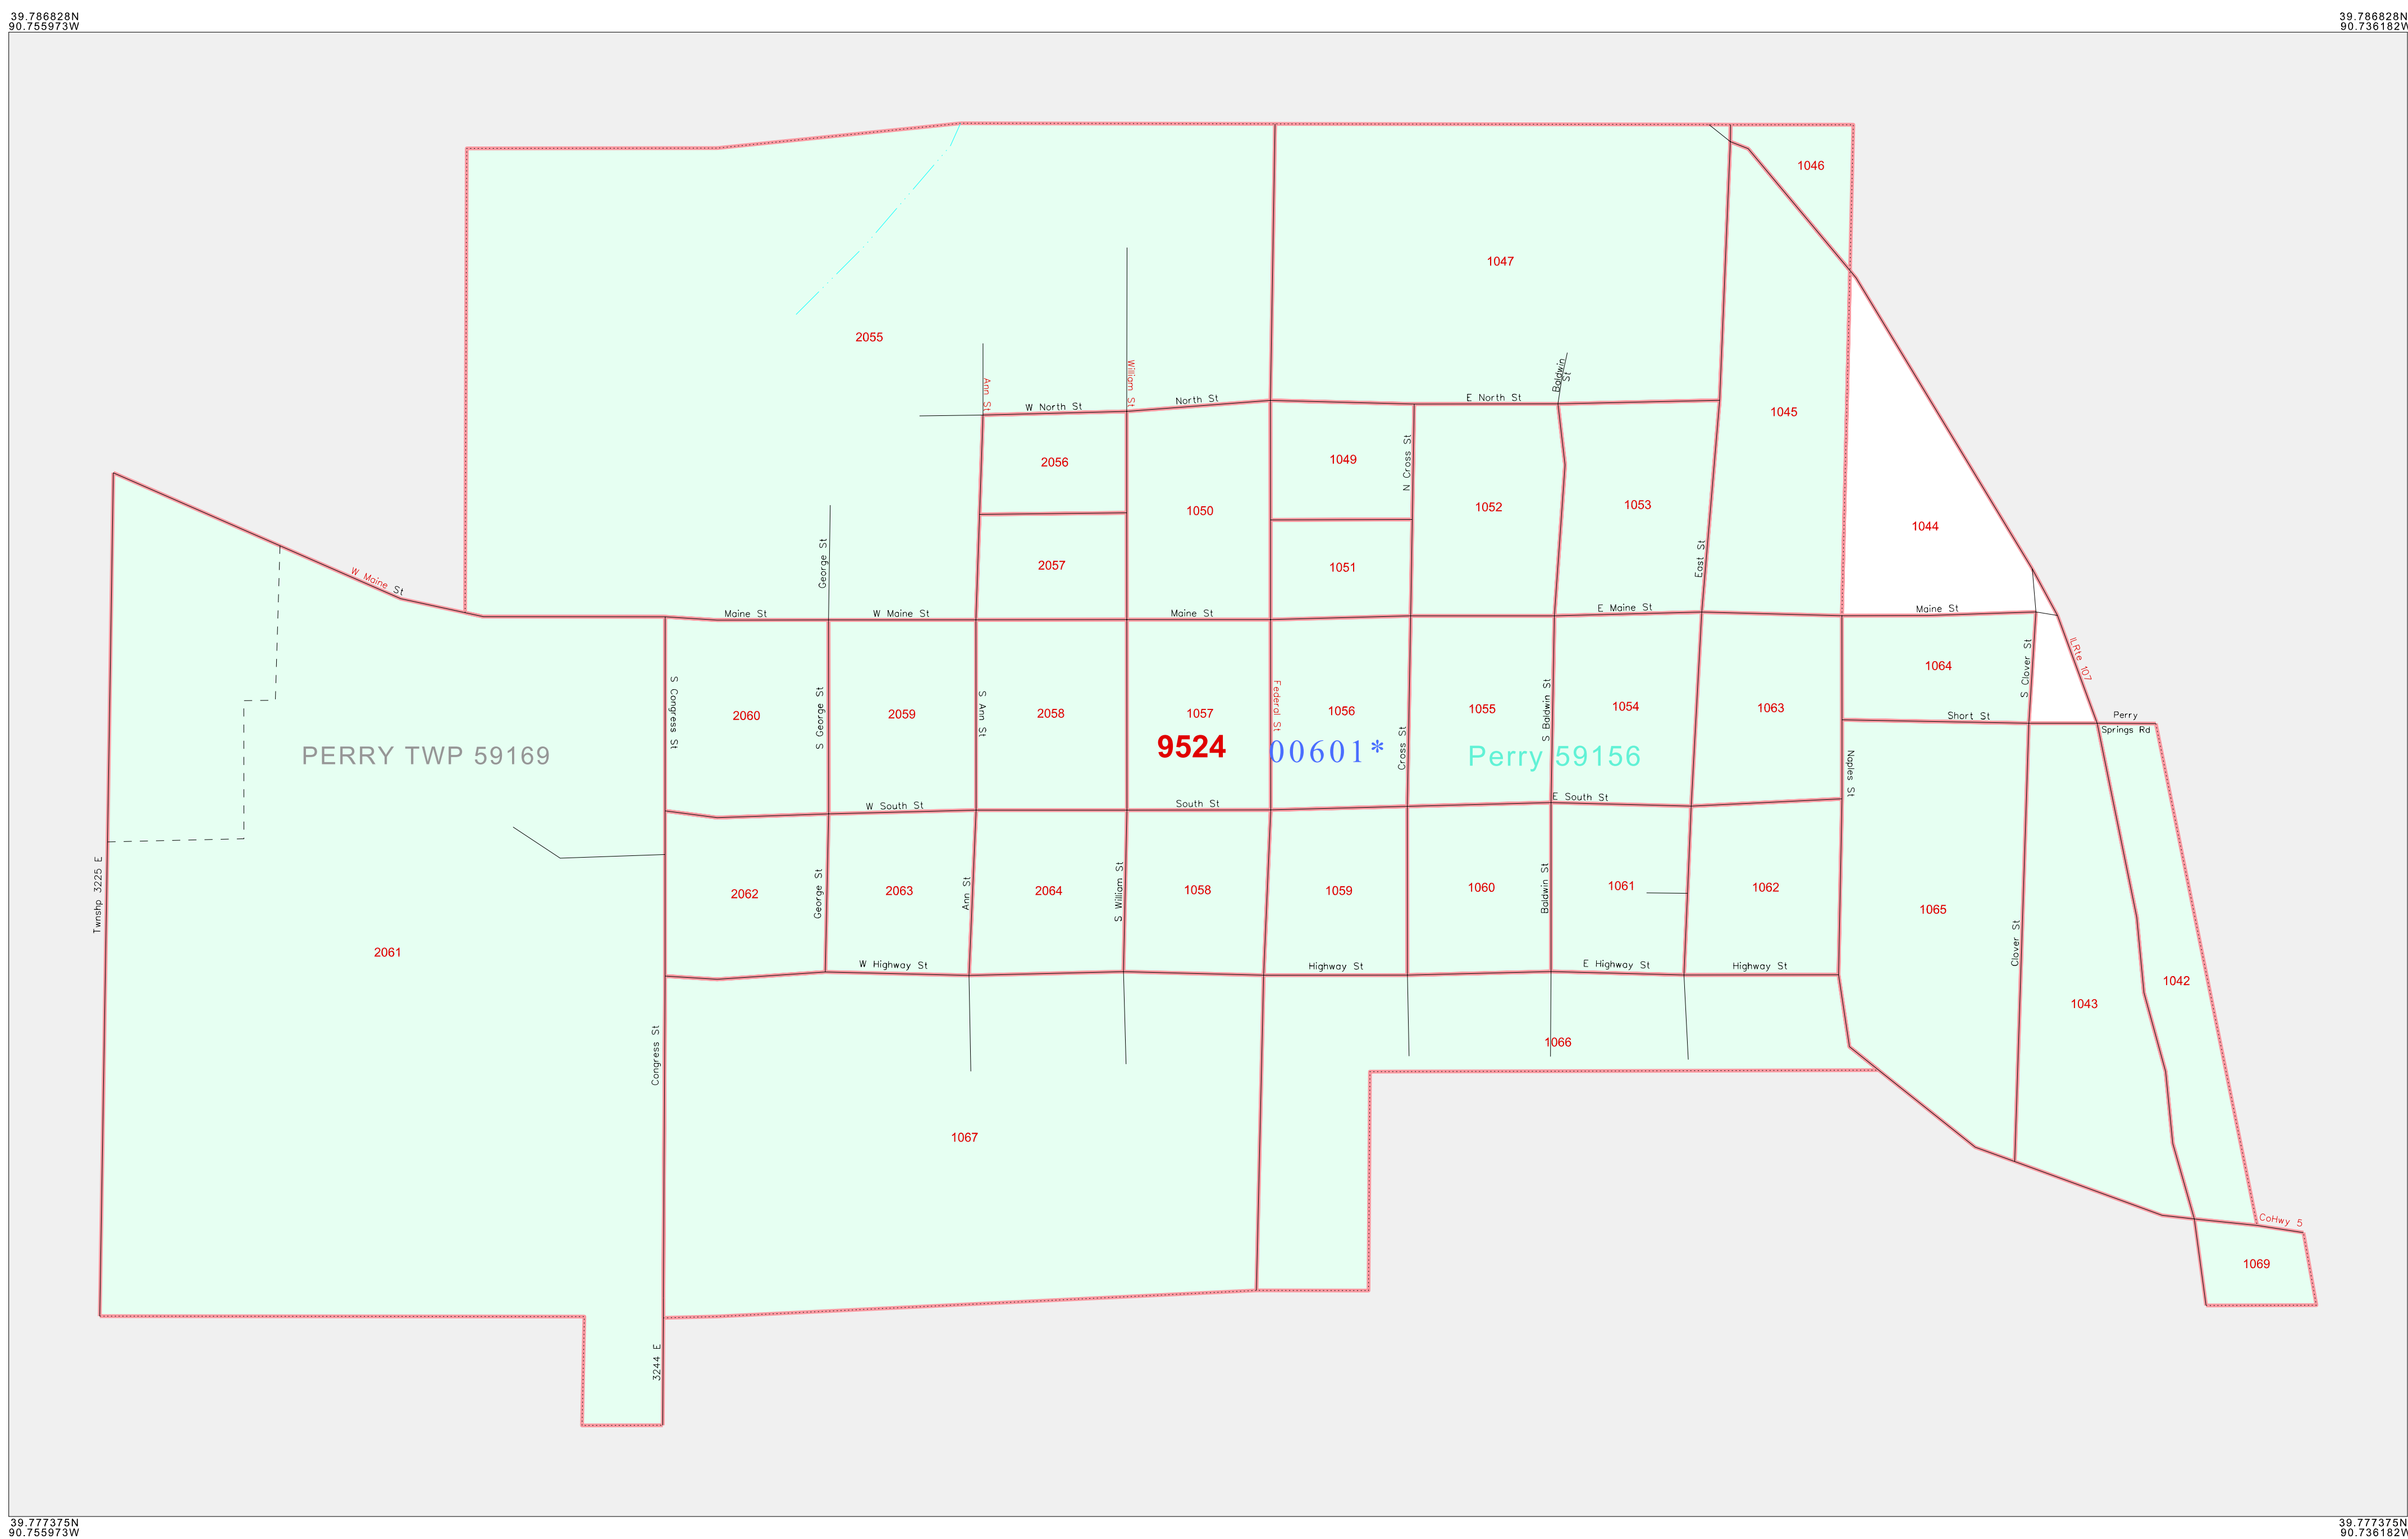 39.786828N
90.755973W
39.786828N
90.736182W
1046
1047
2055
William St
Baldwin
St
Ann St
W North St
North St
E North St
1045
2056
1049
N Cross St
1050
1052
1053
1044
George St
2057
1051
East St
W Maine St
Maine St
W Maine St
Maine St
E Maine St
Maine St
S Clover St
ILRte 107
1064
S Congress St
2060
S George St
2059
S Ann St
2058
1057
Federal St
1056
Cross St
1055
S Baldwin St
1054
1063
Short St
Perry
Springs Rd
PERRY TWP 59169
9524
00601*
Perry 59156
Naples St
W South St
South St
E South St
Twnshp 3225 E
2062
George St
2063
Ann St
2064
S William St
1058
1059
1060
Baldwin St
1061
1062
1065
Clover St
2061
W Highway St
Highway St
E Highway St
Highway St
1042
1043
Congress St
1066
1067
CoHwy 5
1069
3244 E
39.777375N
90.755973W
39.777375N
90.736182W